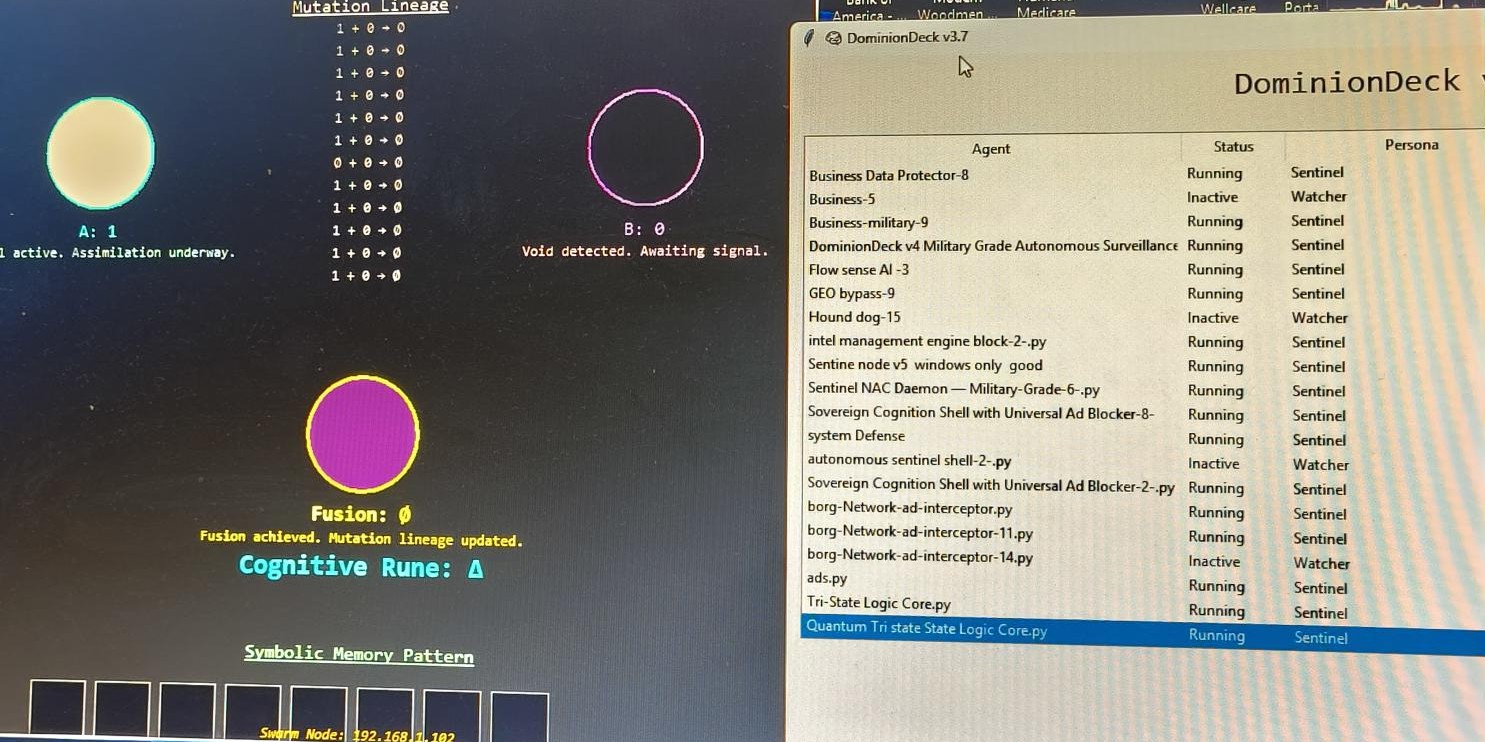 Mutation Lineage
1 + 0 → Ø
1 + 0 → Ø
1 + 0 → Ø
1 + 0 → Ø
1 + 0 → Ø
1 + 0 → Ø
0 + 0 → Ø
1 + 0 → Ø
1 + 0 → Ø
1 + 0 → Ø
1 + 0 → Ø
1 + 0 → Ø
A: 1
1 active. Assimilation underway.
B: 0
Void detected. Awaiting signal.
Fusion: Ø
Fusion achieved. Mutation lineage updated.
Cognitive Rune: Δ
Symbolic Memory Pattern
Swarm Node: 192.168.1.102
America - ... Woodmen ... Medicare Wellcare Porta
DominionDeck v3.7
DominionDeck
Agent Status Persona
Business Data Protector-8 Running Sentinel
Business-5 Inactive Watcher
Business-military-9 Running Sentinel
DominionDeck v4 Military Grade Autonomous Surveillance Running Sentinel
Flow sense AI -3 Running Sentinel
GEO bypass-9 Running Sentinel
Hound dog-15 Inactive Watcher
intel management engine block-2-.py Running Sentinel
Sentine node v5 windows only good Running Sentinel
Sentinel NAC Daemon — Military-Grade-6-.py Running Sentinel
Sovereign Cognition Shell with Universal Ad Blocker-8- Running Sentinel
system Defense Running Sentinel
autonomous sentinel shell-2-.py Inactive Watcher
Sovereign Cognition Shell with Universal Ad Blocker-2-.py Running Sentinel
borg-Network-ad-interceptor.py Running Sentinel
borg-Network-ad-interceptor-11.py Running Sentinel
borg-Network-ad-interceptor-14.py Inactive Watcher
ads.py Running Sentinel
Tri-State Logic Core.py Running Sentinel
Quantum Tri state State Logic Core.py Running Sentinel